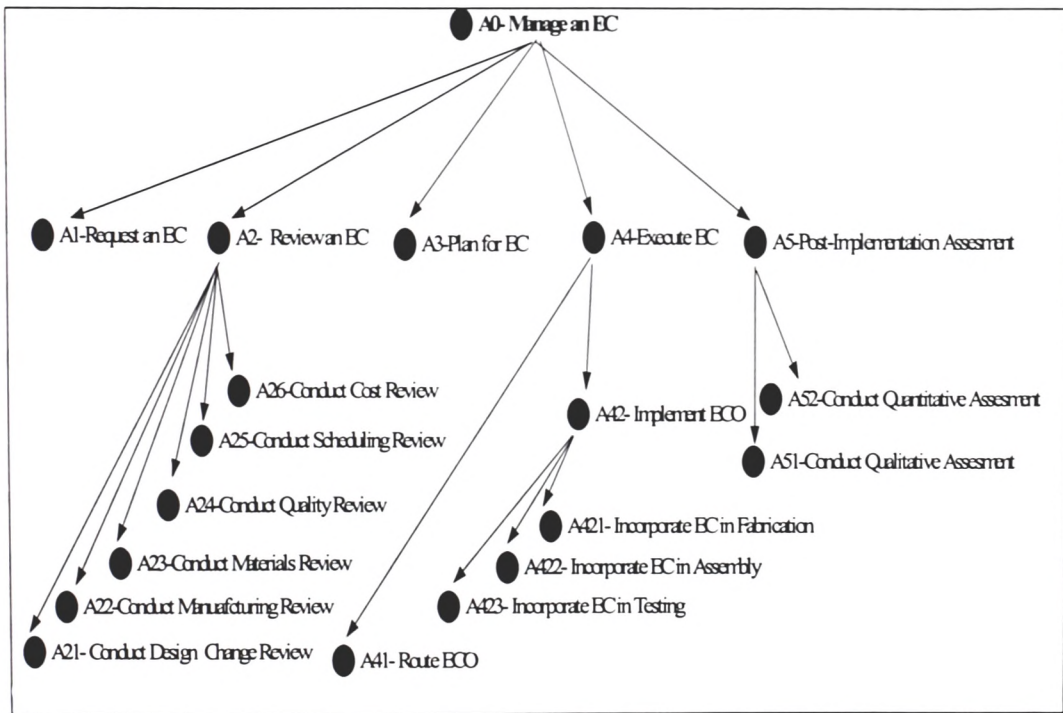 A0- Manage an EC
A1-Request an EC
A2- Review an EC
A3-Plan for EC
A4-Execute EC
A5-Post-Implementation Assesment
A26-Conduct Cost Review
A25-Conduct Scheduling Review
A24-Conduct Quality Review
A23-Conduct Materials Review
A22-Conduct Manuafcturing Review
A21- Conduct Design Change Review
A42- Implement ECO
A421- Incorporate EC in Fabrication
A422- Incorporate EC in Assembly
A423- Incorporate EC in Testing
A41- Route ECO
A52-Conduct Quantitative Assesment
A51-Conduct Qualitative Assesment